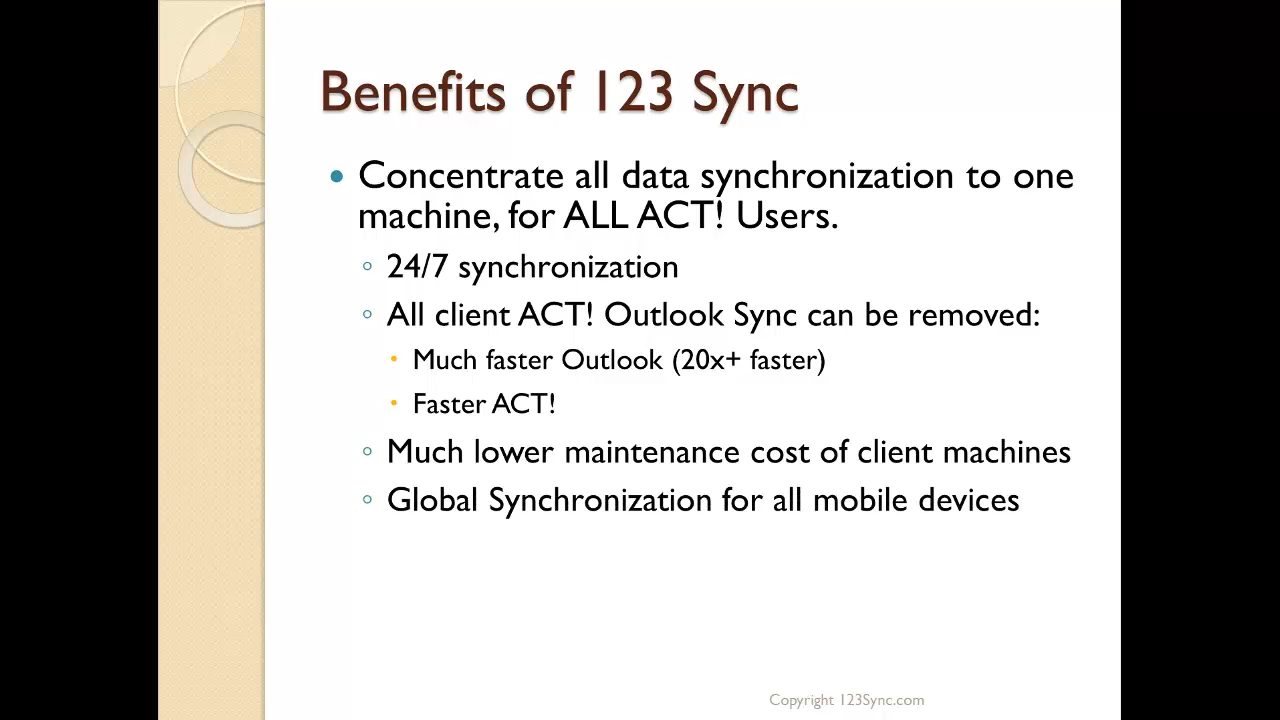 Benefits of 123 Sync
Concentrate all data synchronization to one
machine, for ALL ACT! Users.
24/7 synchronization
All client ACT! Outlook Sync can be removed:
Much faster Outlook (20x+ faster)
Faster ACT!
Much lower maintenance cost of client machines
Global Synchronization for all mobile devices
Copyright 123Sync.com